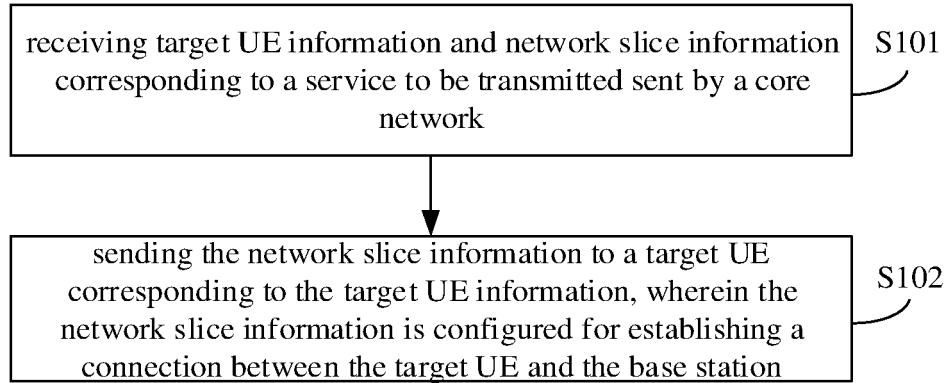 receiving target UE information and network slice information
corresponding to a service to be transmitted sent by a core
network
S101
sending the network slice information to a target UE
corresponding to the target UE information, wherein the
network slice information is configured for establishing a
connection between the target UE and the base station
S102